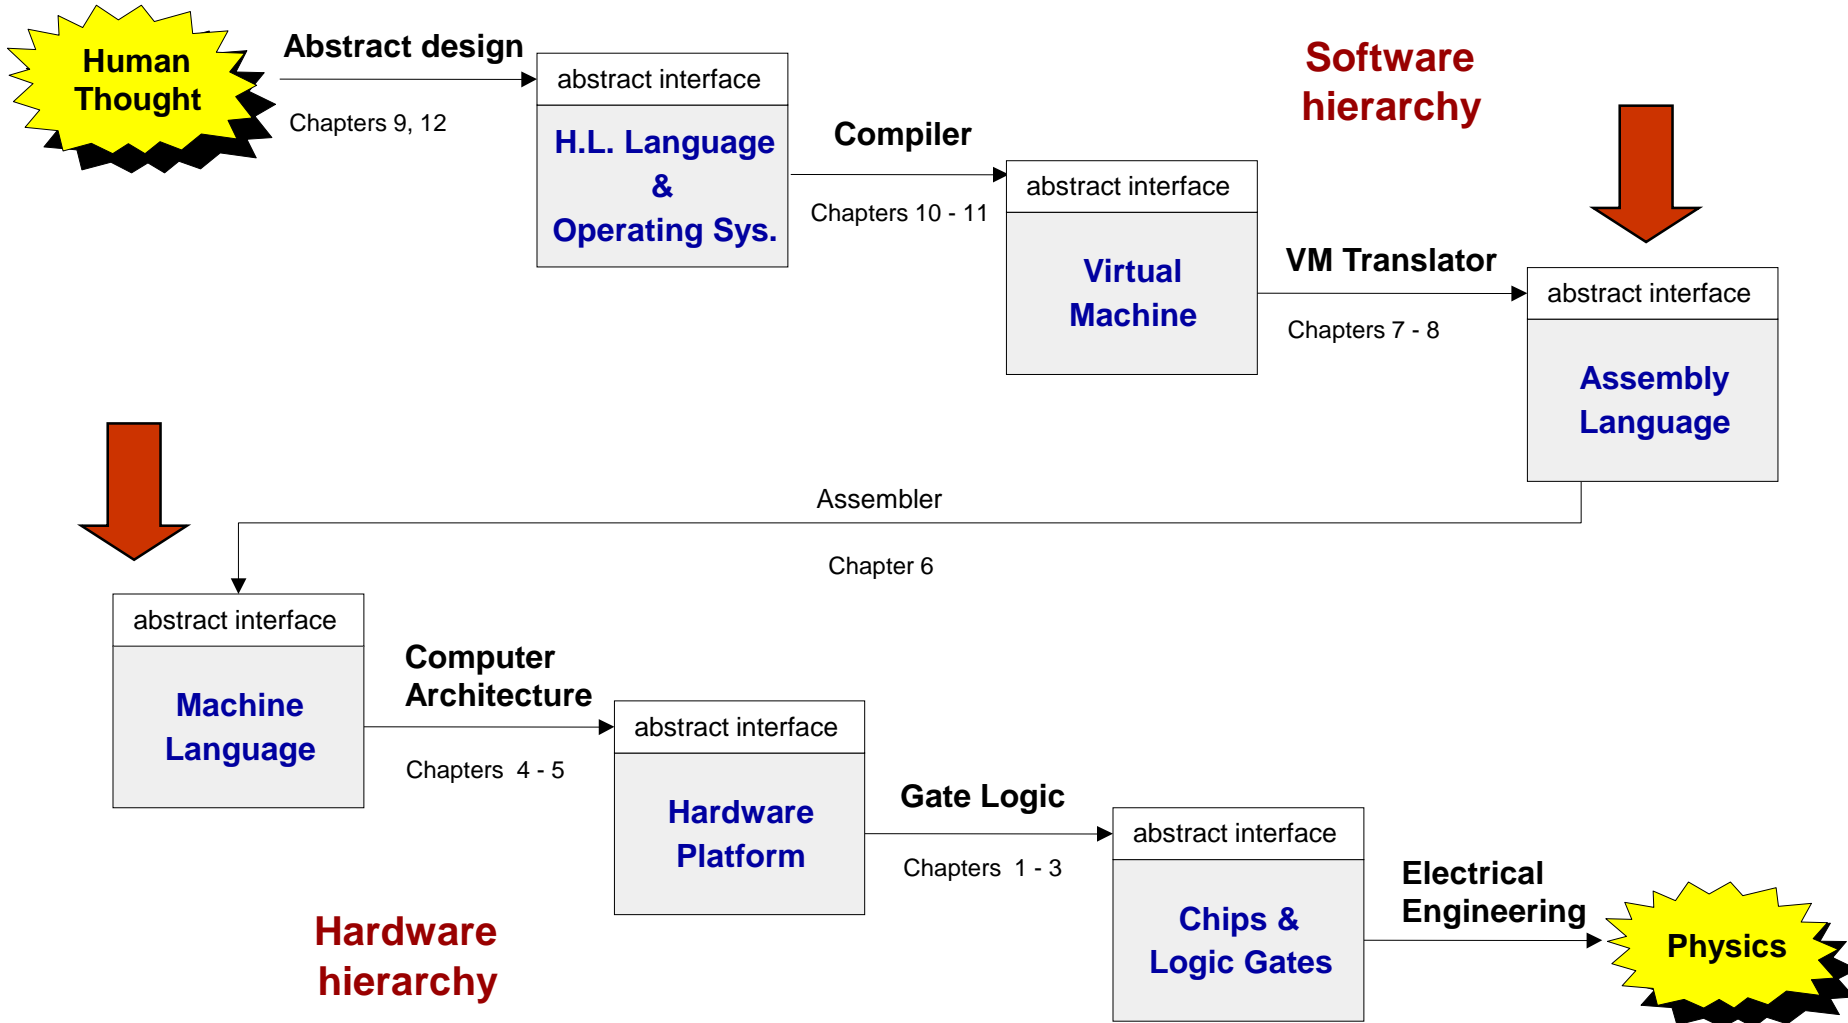 Human
Thought
Abstract design
Chapters 9, 12
abstract interface
H.L. Language
&
Operating Sys.
Compiler
Chapters 10 - 11
abstract interface
Virtual
Machine
Software
hierarchy
VM Translator
Chapters 7 - 8
abstract interface
Assembly
Language
Assembler
Chapter 6
abstract interface
Machine
Language
Computer
Architecture
Chapters 4 - 5
abstract interface
Hardware
Platform
Gate Logic
Chapters 1 - 3
abstract interface
Chips &
Logic Gates
Electrical
Engineering
Physics
Hardware
hierarchy